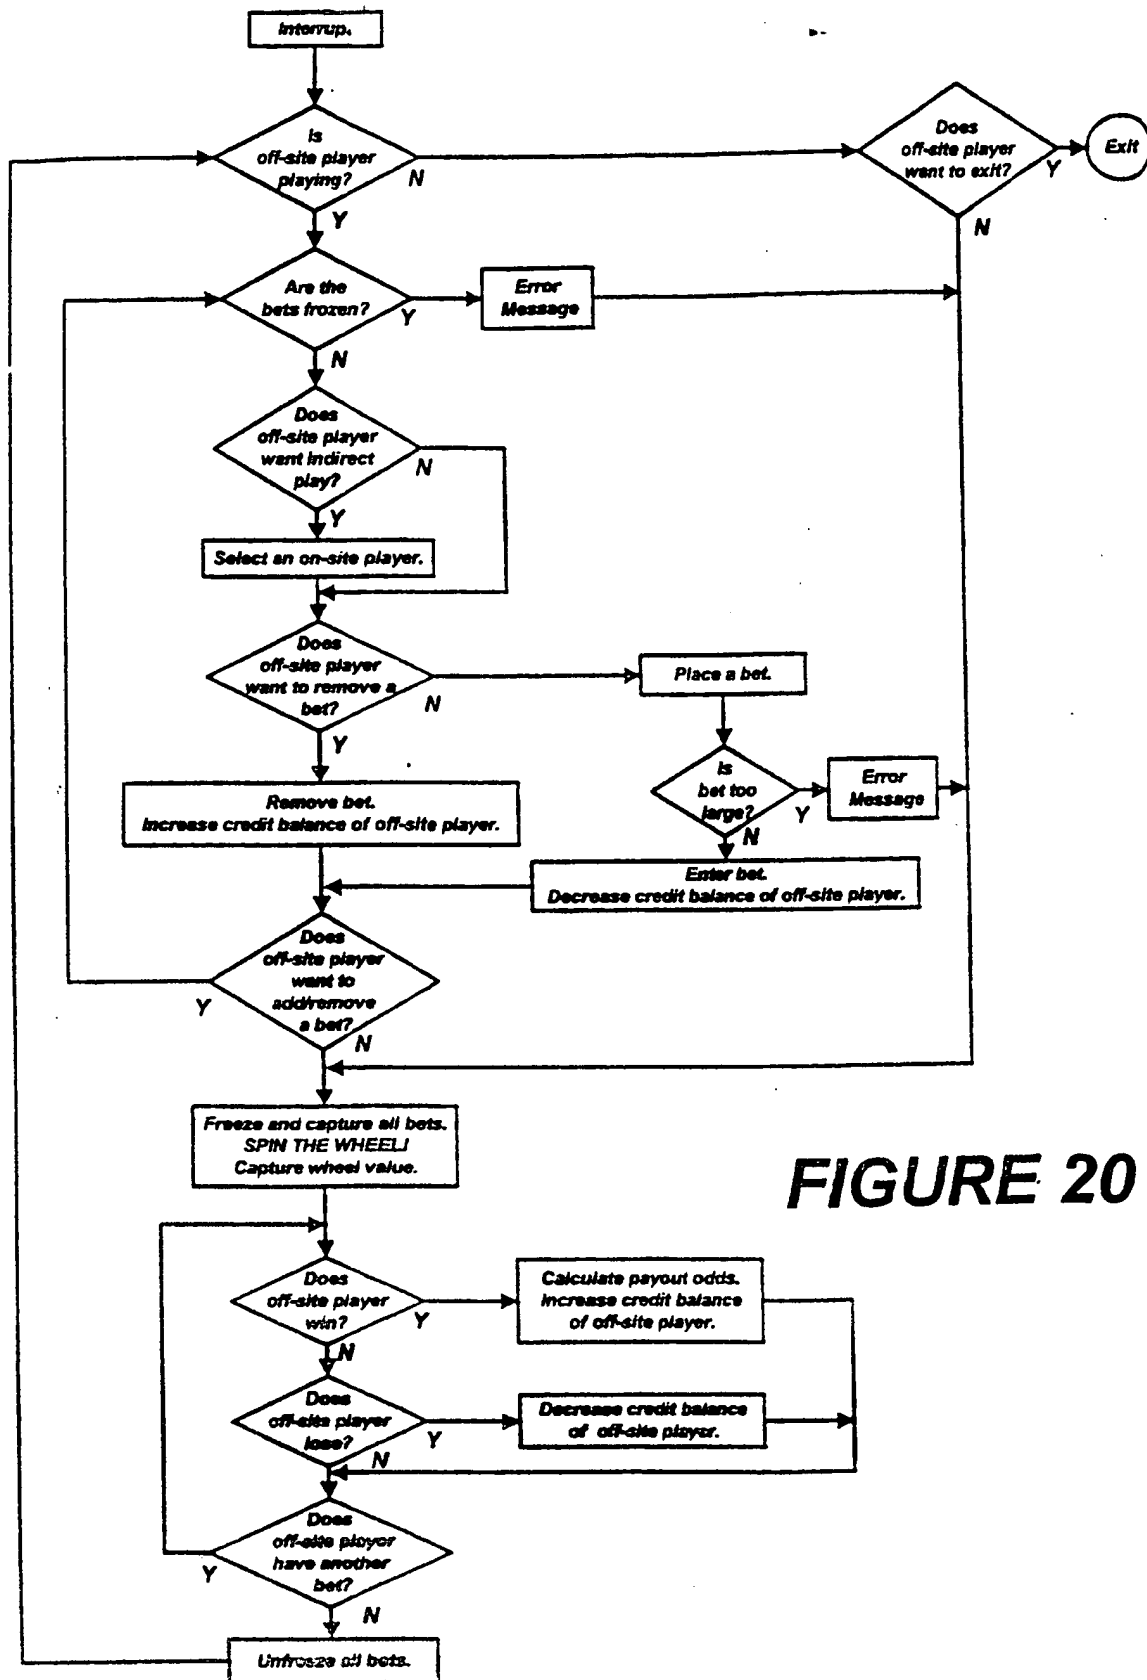 Interrup.
Is
off-site player
playing?
N
Y
Does
off-site player
want to exit?
Y
N
Exit
Are the
bets frozen?
Y
N
Error
Message
Does
off-site player
want indirect
play?
N
Y
Select an on-site player.
Does
off-site player
want to remove a
bet?
N
Y
Place a bet.
Is
bet too
large?
Y
N
Error
Message
Remove bet.
Increase credit balance of off-site player.
Enter bet.
Decrease credit balance of off-site player.
Does
off-site player
want to
add/remove
a bet?
Y
N
Freeze and capture all bets.
SPIN THE WHEEL!
Capture wheel value.
FIGURE 20
Does
off-site player
win?
Y
N
Calculate payout odds.
Increase credit balance
of off-site player.
Does
off-site player
lose?
Y
N
Decrease credit balance
of off-site player.
Does
off-site player
have another
bet?
Y
N
Unfreeze all bets.